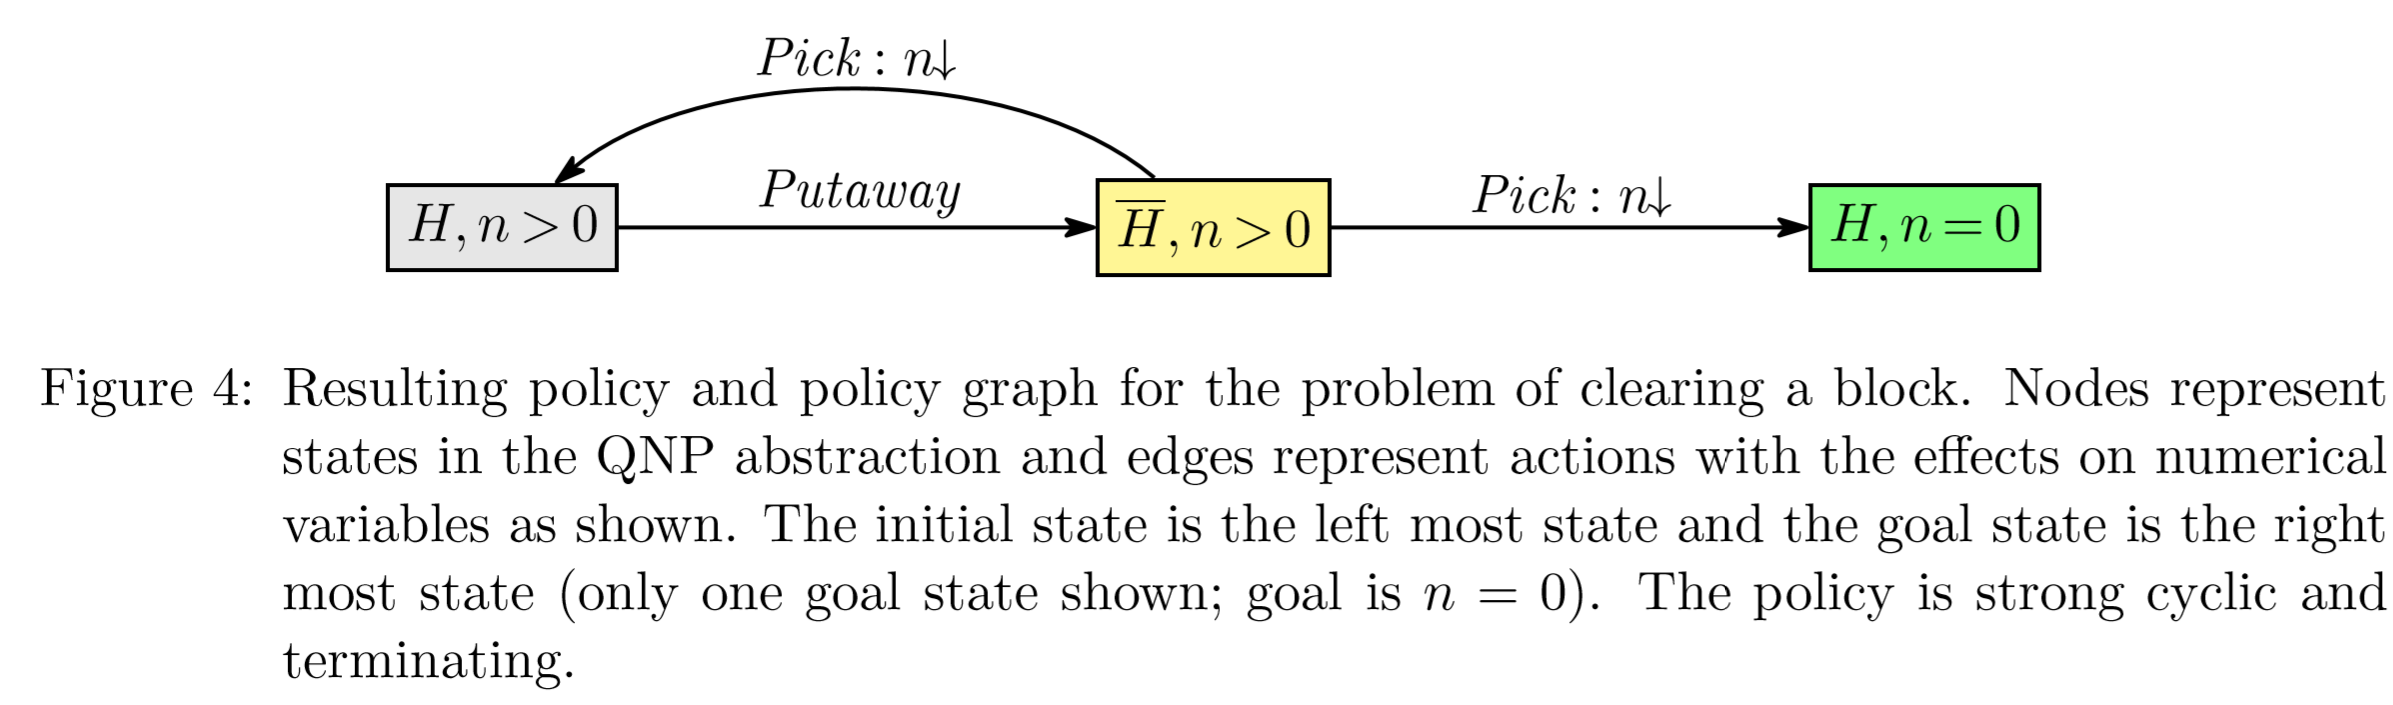 Pick : n↓
Putaway
Pick : n↓
H, n > 0
H̅, n > 0
H, n = 0
Figure 4: Resulting policy and policy graph for the problem of clearing a block. Nodes represent
states in the QNP abstraction and edges represent actions with the effects on numerical
variables as shown. The initial state is the left most state and the goal state is the right
most state (only one goal state shown; goal is n = 0). The policy is strong cyclic and
terminating.